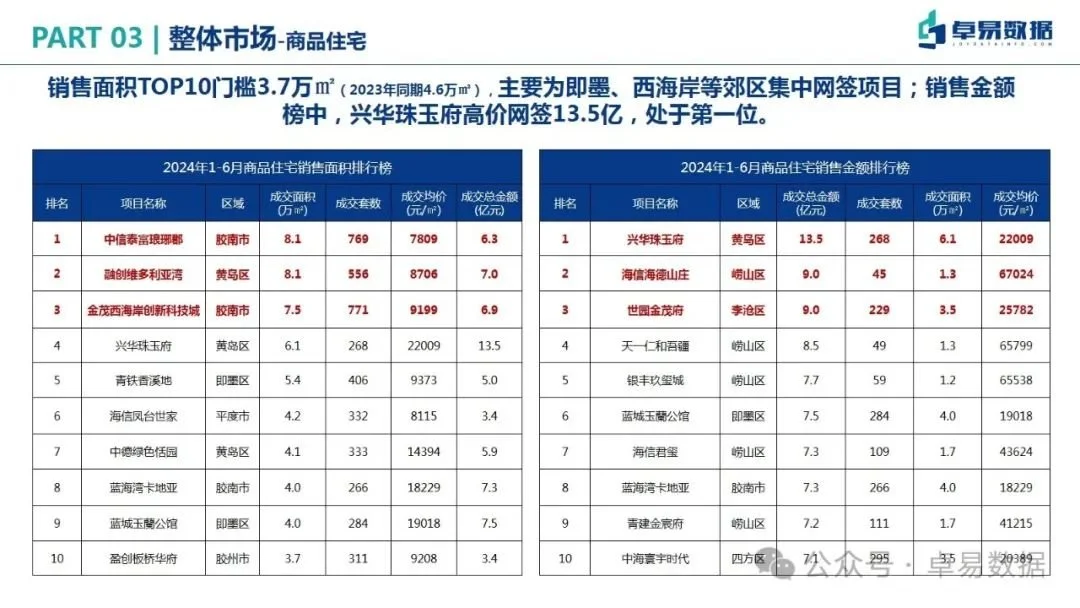 PART 03 | 整体市场-商品住宅
卓易数据
JOYDATAINFO.COM
销售面积TOP10门槛3.7万㎡（2023年同期4.6万㎡），主要为即墨、西海岸等郊区集中网签项目；销售金额
榜中，兴华珠玉府高价网签13.5亿，处于第一位。
2024年1-6月商品住宅销售面积排行榜
排名 项目名称 区域 成交面积(万㎡) 成交套数 成交均价(元/㎡) 成交总金额(亿元)
1 中信泰富琅琊郡 胶南市 8.1 769 7809 6.3
2 融创维多利亚湾 黄岛区 8.1 556 8706 7.0
3 金茂西海岸创新科技城 胶南市 7.5 771 9199 6.9
4 兴华珠玉府 黄岛区 6.1 268 22009 13.5
5 青铁香溪地 即墨区 5.4 406 9373 5.0
6 海信凤台世家 平度市 4.2 332 8115 3.4
7 中德绿色恬园 黄岛区 4.1 333 14394 5.9
8 蓝海湾卡地亚 胶南市 4.0 266 18229 7.3
9 蓝城玉蘭公馆 即墨区 4.0 284 19018 7.5
10 盈创板桥华府 胶州市 3.7 311 9208 3.4
2024年1-6月商品住宅销售金额排行榜
排名 项目名称 区域 成交总金额(亿元) 成交套数 成交面积(万㎡) 成交均价(元/㎡)
1 兴华珠玉府 黄岛区 13.5 268 6.1 22009
2 海信海德山庄 崂山区 9.0 45 1.3 67024
3 世园金茂府 李沧区 9.0 229 3.5 25782
4 天一仁和吾疆 崂山区 8.5 49 1.3 65799
5 银丰玖玺城 崂山区 7.7 59 1.2 65538
6 蓝城玉蘭公馆 即墨区 7.5 284 4.0 19018
7 海信君玺 崂山区 7.3 109 1.7 43624
8 蓝海湾卡地亚 胶南市 7.3 266 4.0 18229
9 青建金宸府 崂山区 7.2 111 1.7 41215
10 中海寰宇时代 四方区 7.1 295 3.5 20389
公众号 · 卓易数据